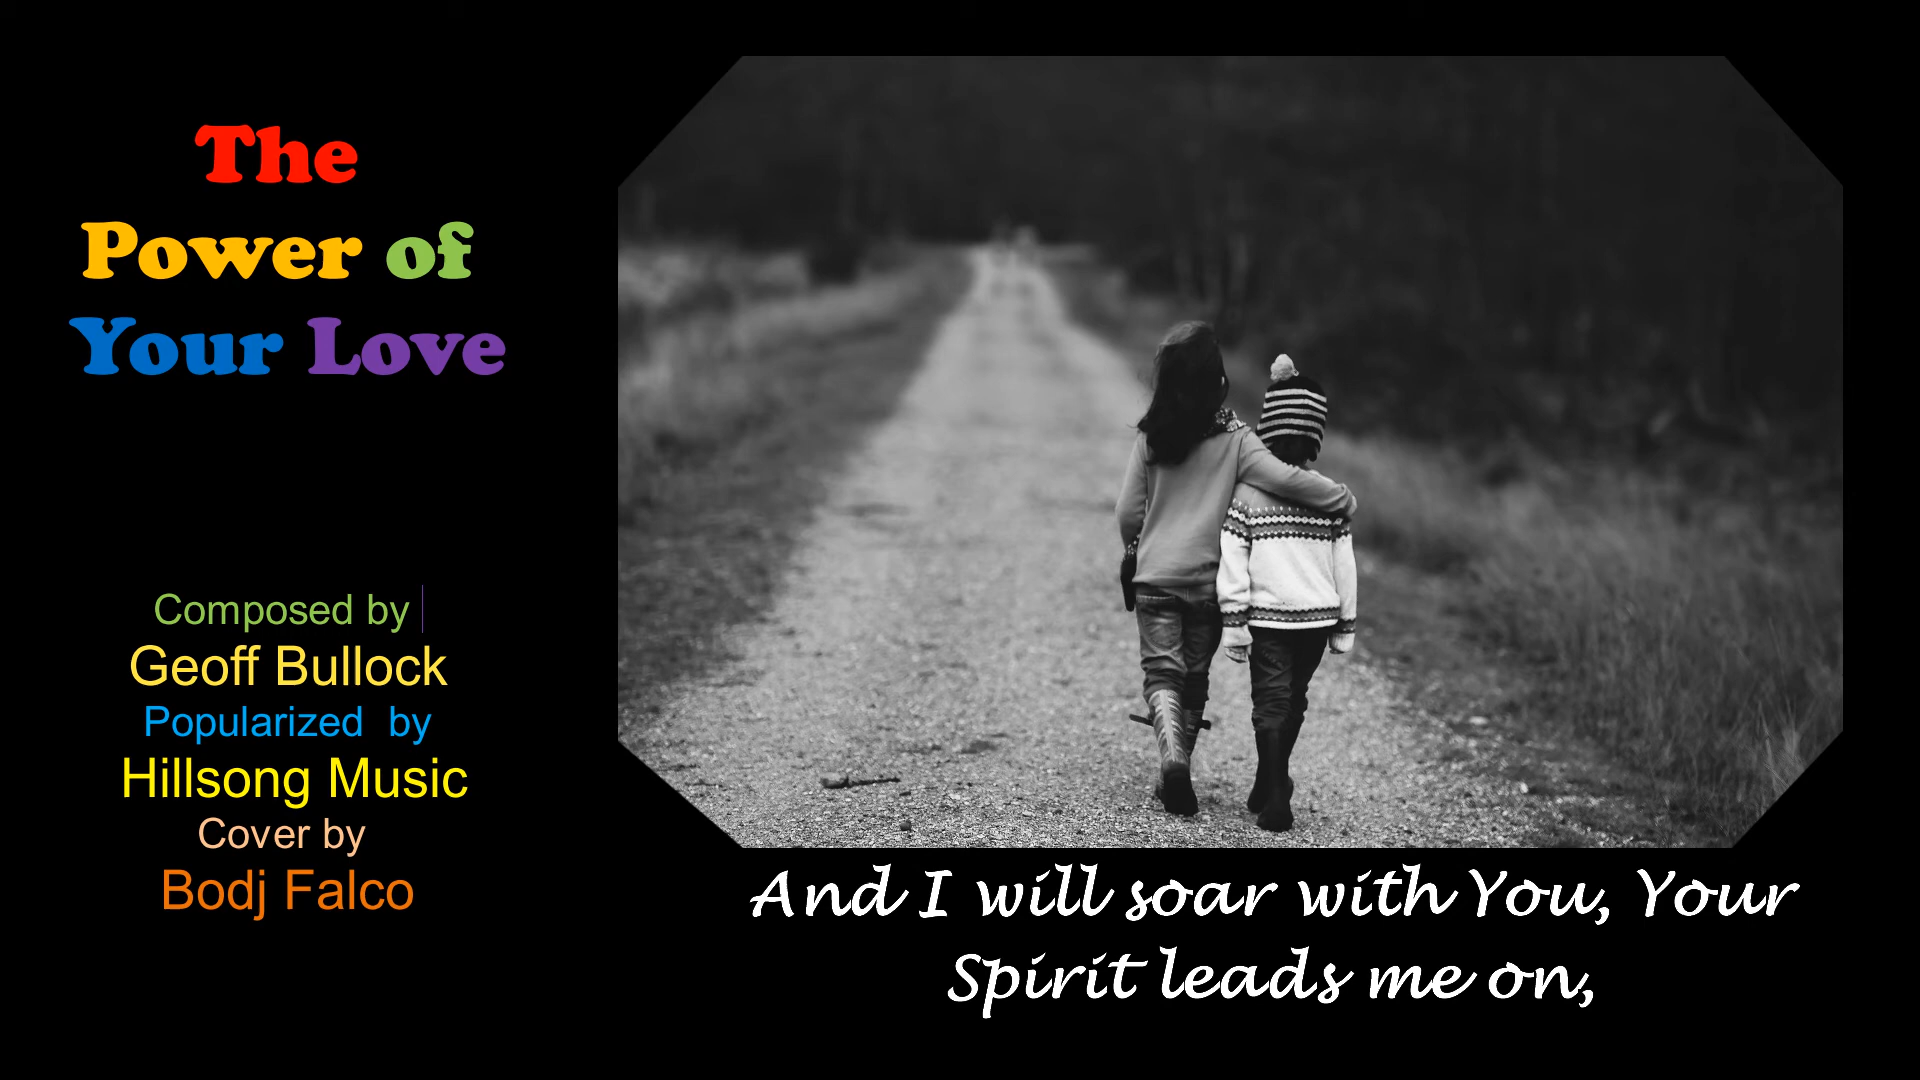 The
Power of
Your Love
Composed by
Geoff Bullock
Popularized by
Hillsong Music
Cover by
Bodj Falco
And I will soar with You, Your
Spirit leads me on,